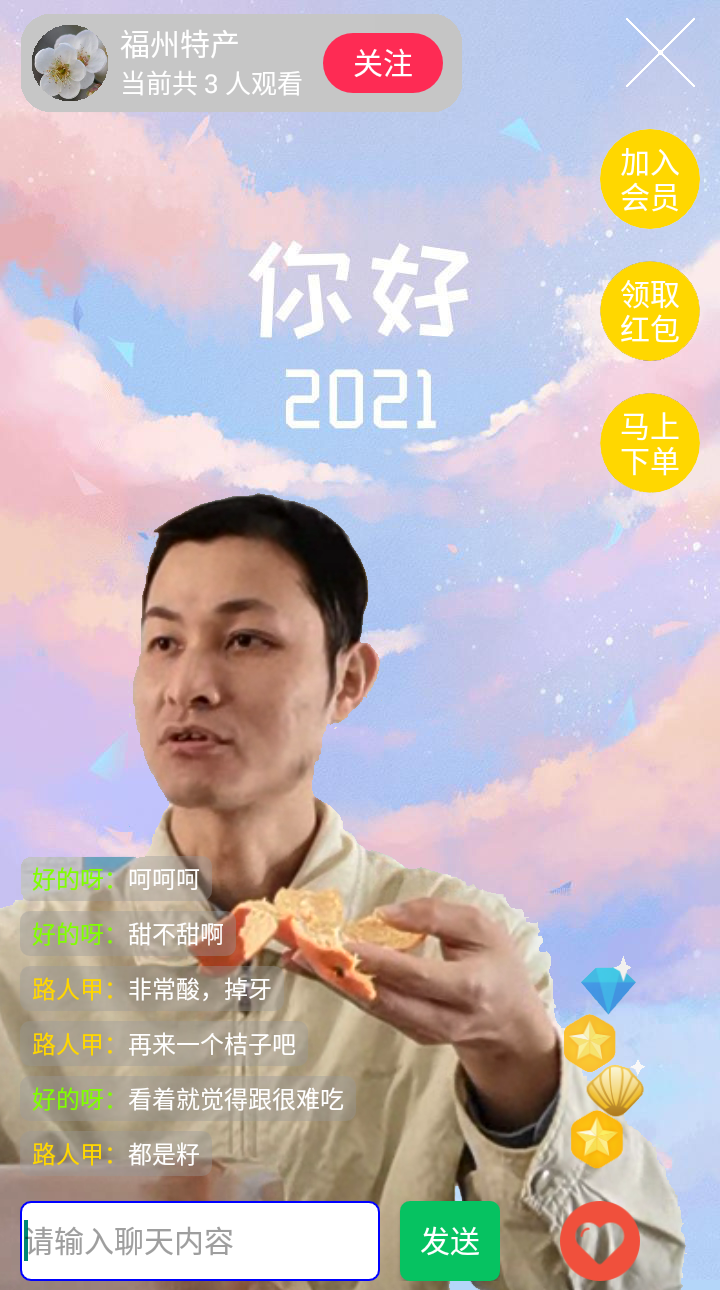 福州特产
当前共 3 人观看
关注
加入
会员
领取
红包
马上
下单
你好
2021
好的呀：呵呵呵
好的呀：甜不甜啊
路人甲：非常酸，掉牙
路人甲：再来一个桔子吧
好的呀：看着就觉得跟很难吃
路人甲：都是籽
请输入聊天内容
发送